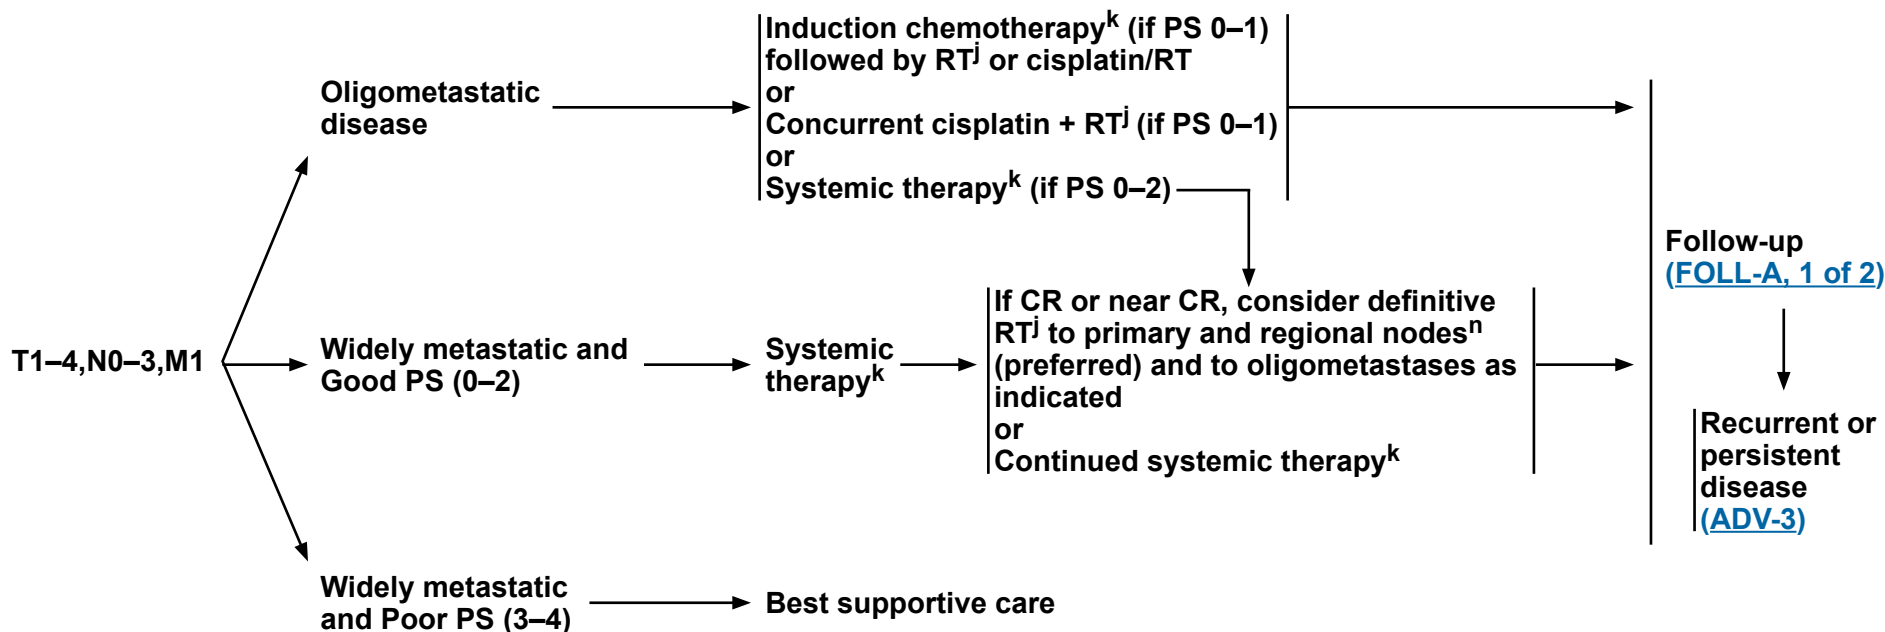 T1–4,N0–3,M1
Oligometastatic
disease
Induction chemotherapyᵏ (if PS 0–1)
followed by RTʲ or cisplatin/RT
or
Concurrent cisplatin + RTʲ (if PS 0–1)
or
Systemic therapyᵏ (if PS 0–2)
Widely metastatic and
Good PS (0–2)
Systemic
therapyᵏ
If CR or near CR, consider definitive
RTʲ to primary and regional nodesⁿ
(preferred) and to oligometastases as
indicated
or
Continued systemic therapyᵏ
Widely metastatic
and Poor PS (3–4)
Best supportive care
Follow-up
(FOLL-A, 1 of 2)
Recurrent or
persistent
disease
(ADV-3)